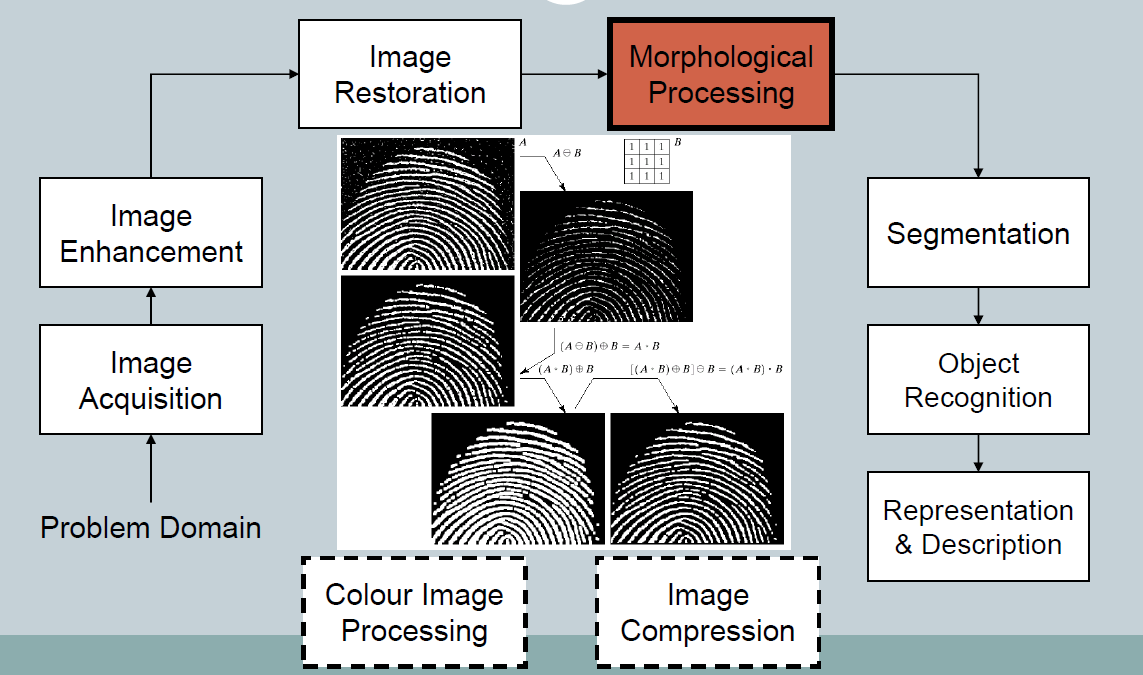 Image
Restoration
Morphological
Processing
Image
Enhancement
Image
Acquisition
Problem Domain
A
A ⊖ B
1 1 1
1 1 1
1 1 1
B
(A ⊖ B) ⊕ B = A ∘ B
(A ∘ B) ⊕ B
[(A ∘ B) ⊕ B] ⊖ B = (A ∘ B) • B
Segmentation
Object
Recognition
Representation
& Description
Colour Image
Processing
Image
Compression